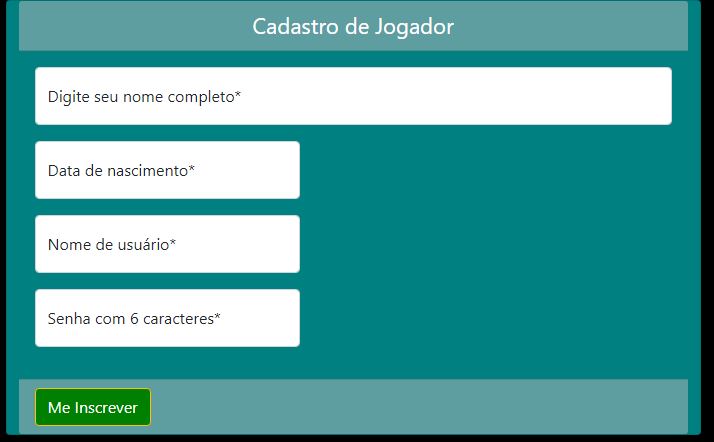 Cadastro de Jogador
Digite seu nome completo*
Data de nascimento*
Nome de usuário*
Senha com 6 caracteres*
Me Inscrever